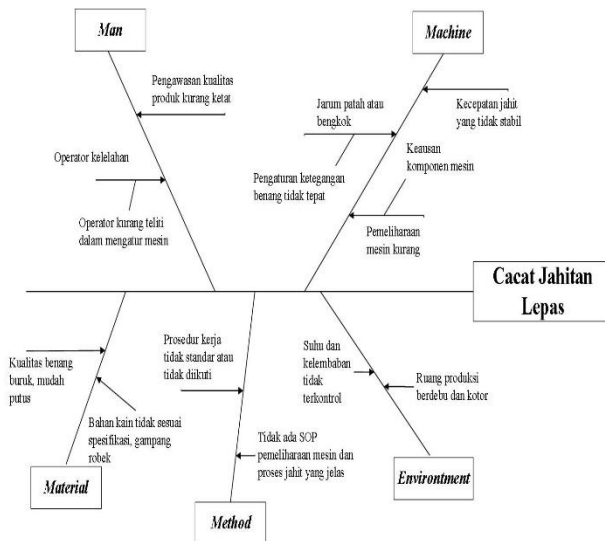 Man
Machine
Pengawasan kualitas
produk kurang ketat
Jarum patah atau
bengkok
Kecepatan jahit
yang tidak stabil
Operator kelelahan
Keausan
komponen mesin
Pengaturan ketegangan
benang tidak tepat
Operator kurang teliti
dalam mengatur mesin
Pemeliharaan
mesin kurang
Cacat Jahitan
Lepas
Kualitas benang
buruk, mudah
putus
Prosedur kerja
tidak standar atau
tidak diikuti
Suhu dan
kelembaban
tidak
terkontrol
Ruang produksi
berdebu dan kotor
Bahan kain tidak sesuai
spesifikasi, gampang
robek
Tidak ada SOP
pemeliharaan mesin dan
proses jahit yang jelas
Material
Method
Environtment